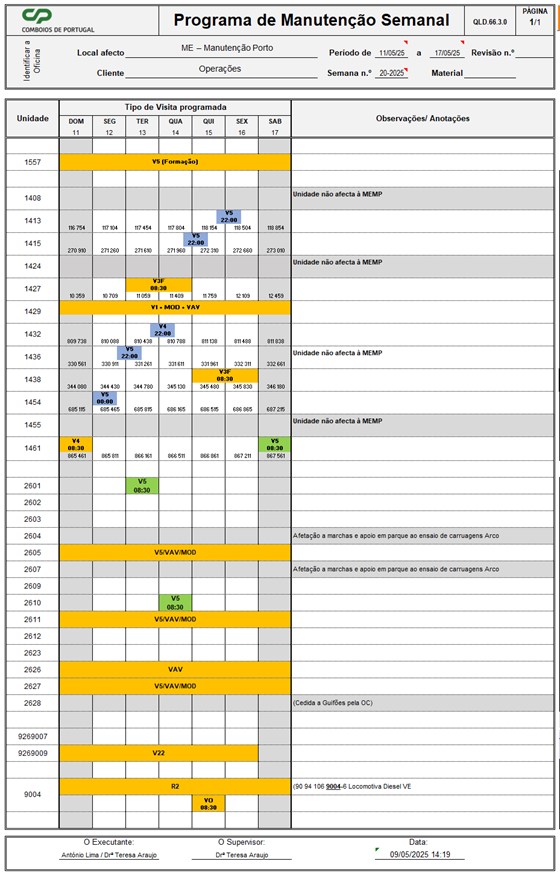 CP
COMBOIOS DE PORTUGAL
Programa de Manutenção Semanal
QLD.66.3.0
PÁGINA
1/1
Identificar a Oficina
Local afecto ME – Manutenção Porto Periodo de 11/05/25 a 17/05/25 Revisão n.º
Cliente Operações Semana n.º 20-2025 Material
Unidade Tipo de Visita programada Observações/ Anotações
DOM SEG TER QUA QUI SEX SAB
11 12 13 14 15 16 17
1557 V5 (Formação)
1408 Unidade não afecta à MEMP
1413 V5 22:00
116 754 117 104 117 454 117 804 118 154 118 504 118 854
1415 V5 22:00
270 910 271 260 271 610 271 960 272 310 272 660 273 010
1424 Unidade não afecta à MEMP
1427 V3F 08:30
10 359 10 709 11 059 11 409 11 759 12 109 12 459
1429 V1 + MOD + VAV
1432 V4 22:00
809 738 810 088 810 438 810 788 811 138 811 488 811 838
1436 V5 22:00 Unidade não afecta à MEMP
330 561 330 911 331 261 331 611 331 961 332 311 332 661
1438 V3F 08:30
344 080 344 430 344 780 345 130 345 480 345 830 346 180
1454 V5 00:00
685 115 685 465 685 815 686 165 686 515 686 865 687 215
1455 Unidade não afecta à MEMP
1461 V4 08:30 V5 08:30
865 461 865 811 866 161 866 511 866 861 867 211 867 561
2601 V5 08:30
2602
2603
2604 Afetação a marchas e apoio em parque ao ensaio de carruagens Arco
2605 V5/VAV/MOD
2607 Afetação a marchas e apoio em parque ao ensaio de carruagens Arco
2609
2610 V5 08:30
2611 V5/VAV/MOD
2612
2623
2626 VAV
2627 V5/VAV/MOD
2628 (Cedida a Guifões pela OC)
9269007
9269009 V22
9004 R2 (90 94 106 9004-6 Locomotiva Diesel VE
VO 08:30
O Executante: O Supervisor: Data:
António Lima / Drª Teresa Araujo Drª Teresa Araujo 09/05/2025 14:19